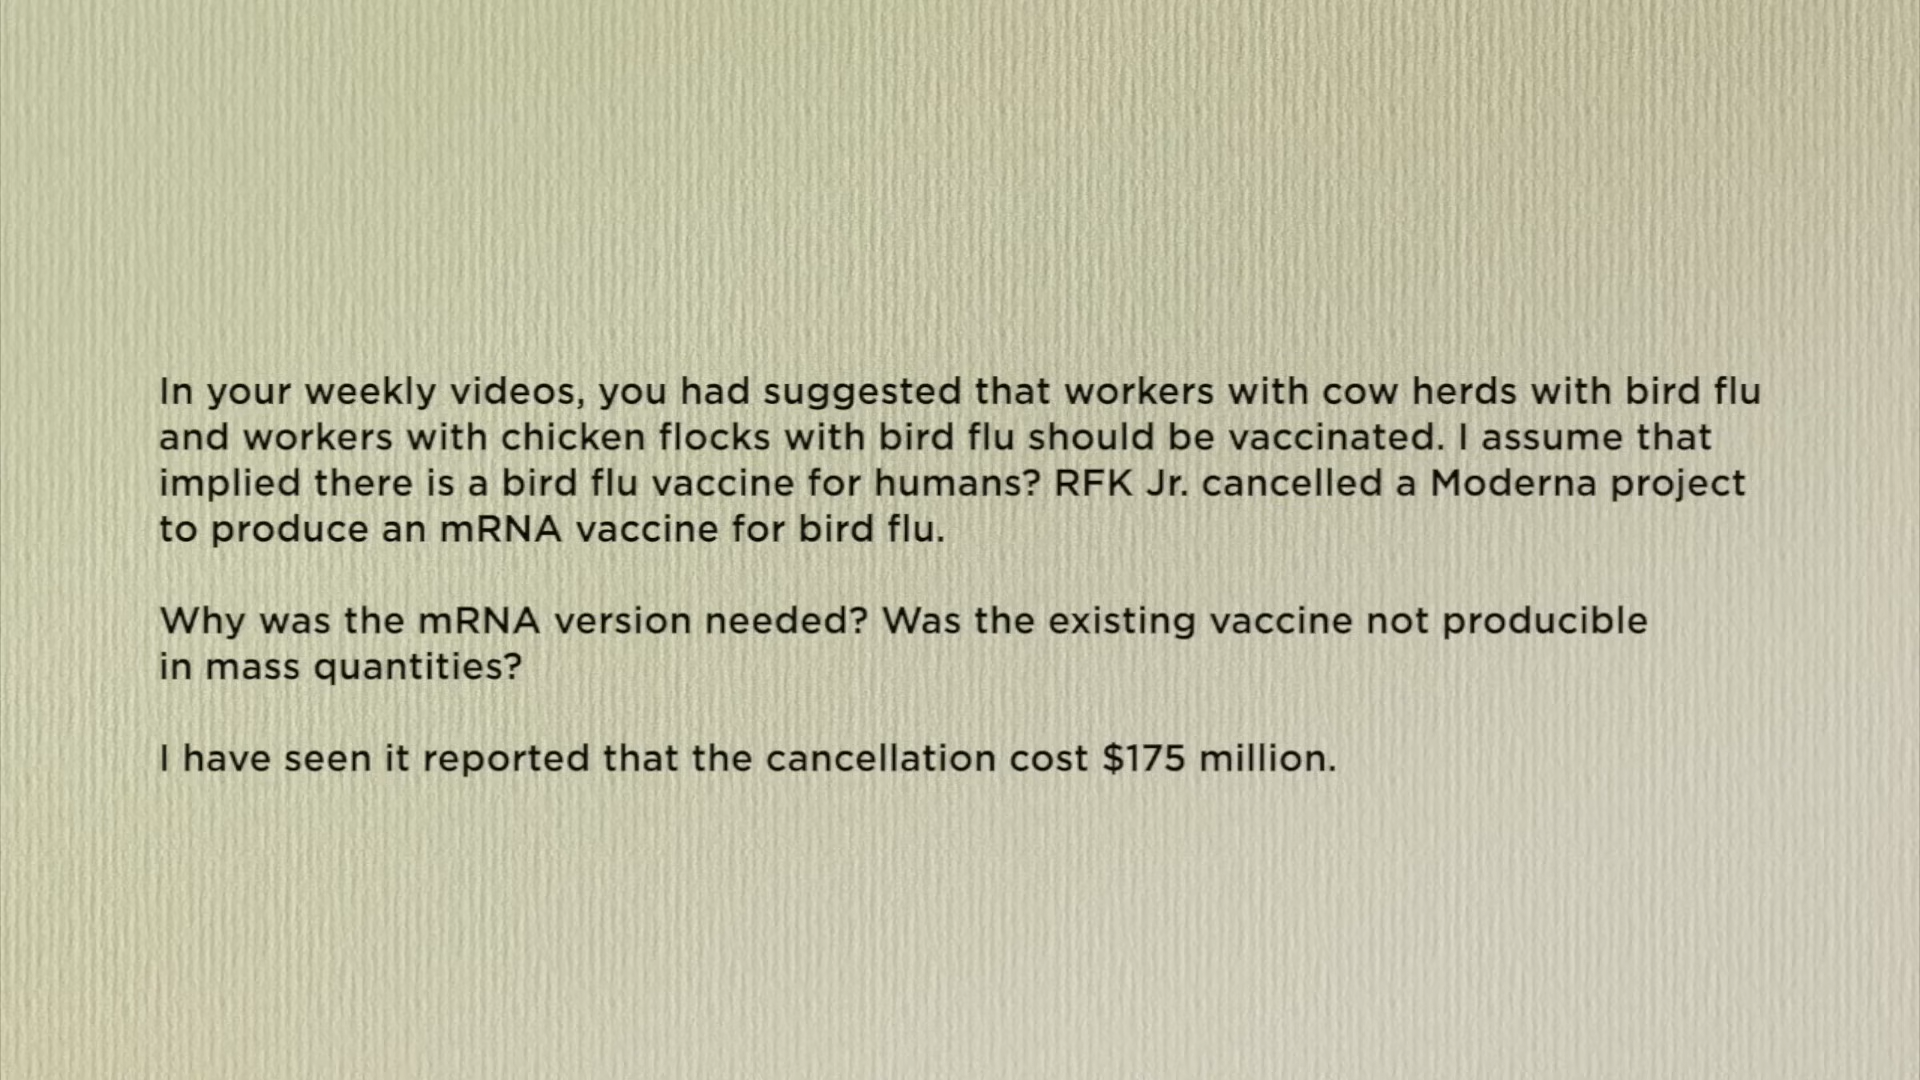 In your weekly videos, you had suggested that workers with cow herds with bird flu
and workers with chicken flocks with bird flu should be vaccinated. I assume that
implied there is a bird flu vaccine for humans? RFK Jr. cancelled a Moderna project
to produce an mRNA vaccine for bird flu.
Why was the mRNA version needed? Was the existing vaccine not producible
in mass quantities?
I have seen it reported that the cancellation cost $175 million.